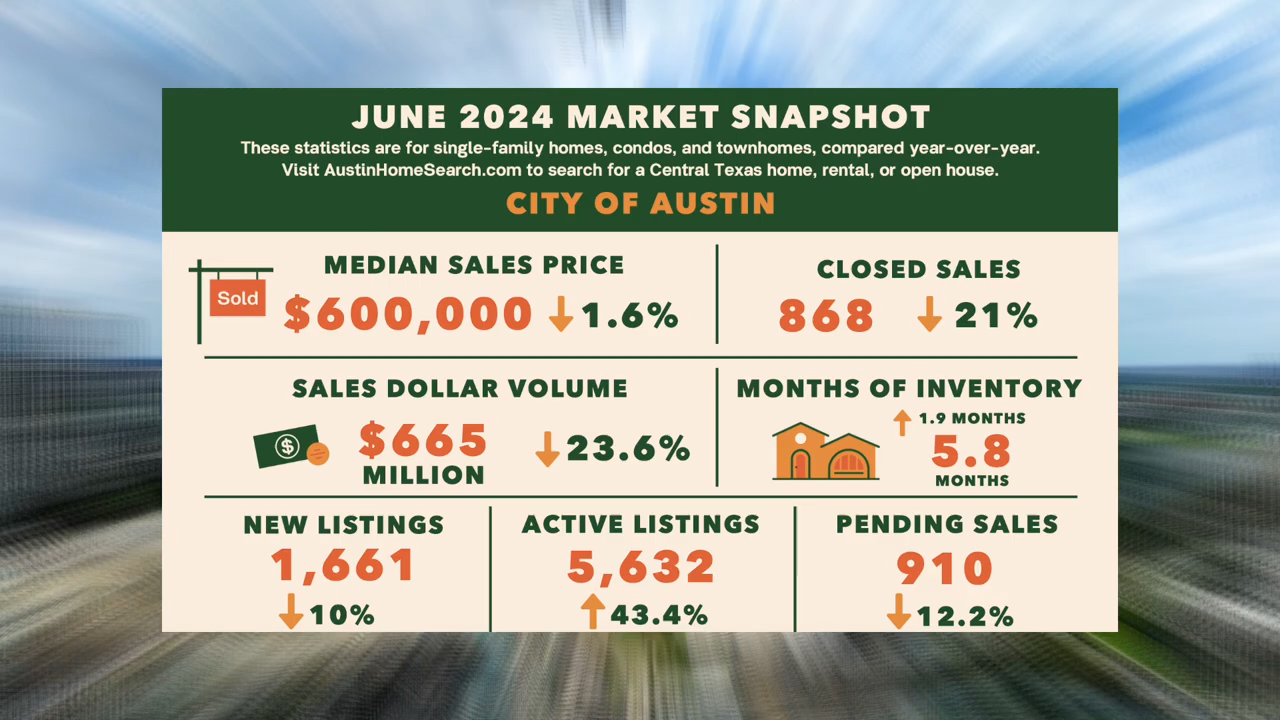 JUNE 2024 MARKET SNAPSHOT
These statistics are for single-family homes, condos, and townhomes, compared year-over-year.
Visit AustinHomeSearch.com to search for a Central Texas home, rental, or open house.
CITY OF AUSTIN
Sold
MEDIAN SALES PRICE
$600,000 1.6%
CLOSED SALES
868 21%
SALES DOLLAR VOLUME
$
$665 23.6%
MILLION
MONTHS OF INVENTORY
1.9 MONTHS
5.8
MONTHS
NEW LISTINGS
1,661
10%
ACTIVE LISTINGS
5,632
43.4%
PENDING SALES
910
12.2%